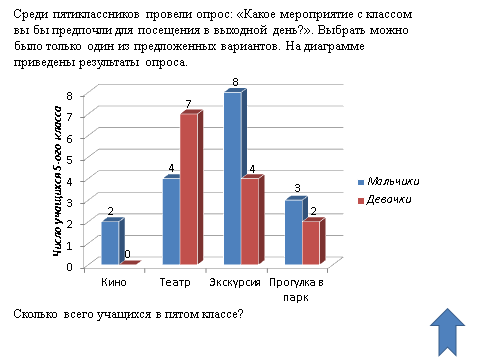 Среди пятиклассников провели опрос: «Какое мероприятие с классом
вы бы предпочли для посещения в выходной день?». Выбрать можно
было только один из предложенных вариантов. На диаграмме
приведены результаты опроса.
Число учащихся 5-ого класса
8
7
6
5
4
3
2
1
0
2
0
4
7
8
4
3
2
Кино
Театр
Экскурсия
Прогулка в
парк
Мальчики
Девочки
Сколько всего учащихся в пятом классе?